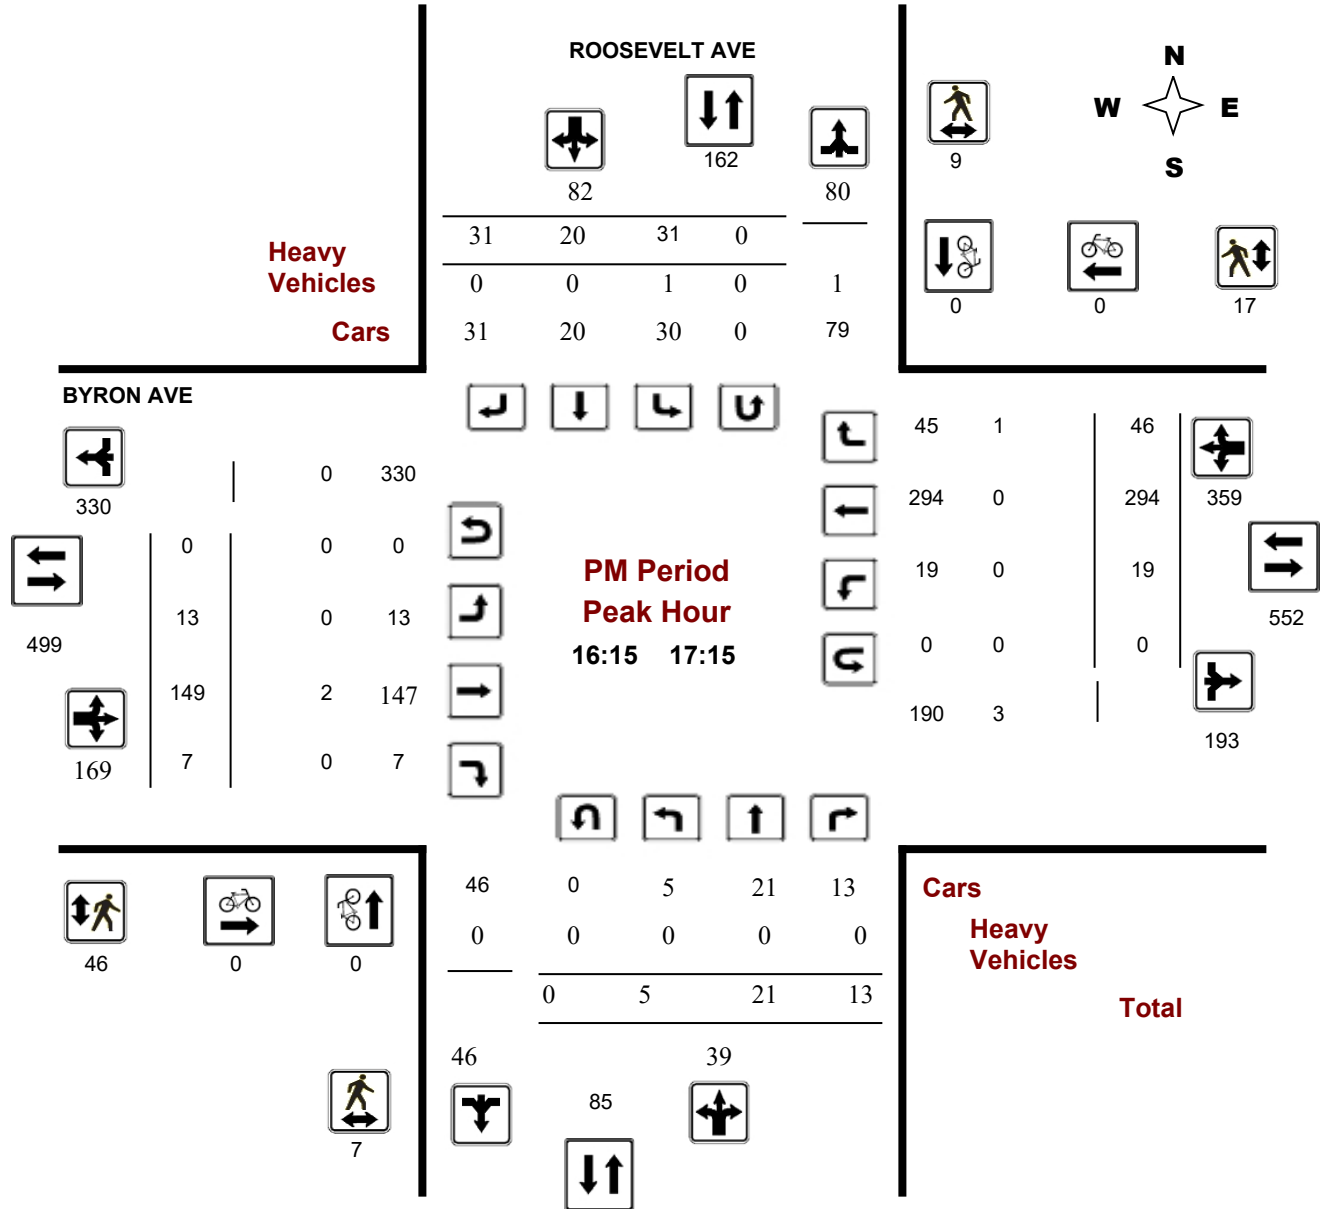 ROOSEVELT AVE
N
W E
S
162
9
82
80
31 20 31 0
Heavy
Vehicles
0 0 1 0 1
0 0 17
Cars
31 20 30 0 79
BYRON AVE
45 1 46
0 330
330
294 0 294 359
0 0 0
PM Period
19 0 19
Peak Hour
13 0 13
552
499
16:15 17:15
0 0 0
149 2 147
190 3
193
169 7 0 7
46 0 5 21 13
Cars
0 0 0 0 0
Heavy
Vehicles
46 0 0
0 5 21 13
Total
46 39
85
7